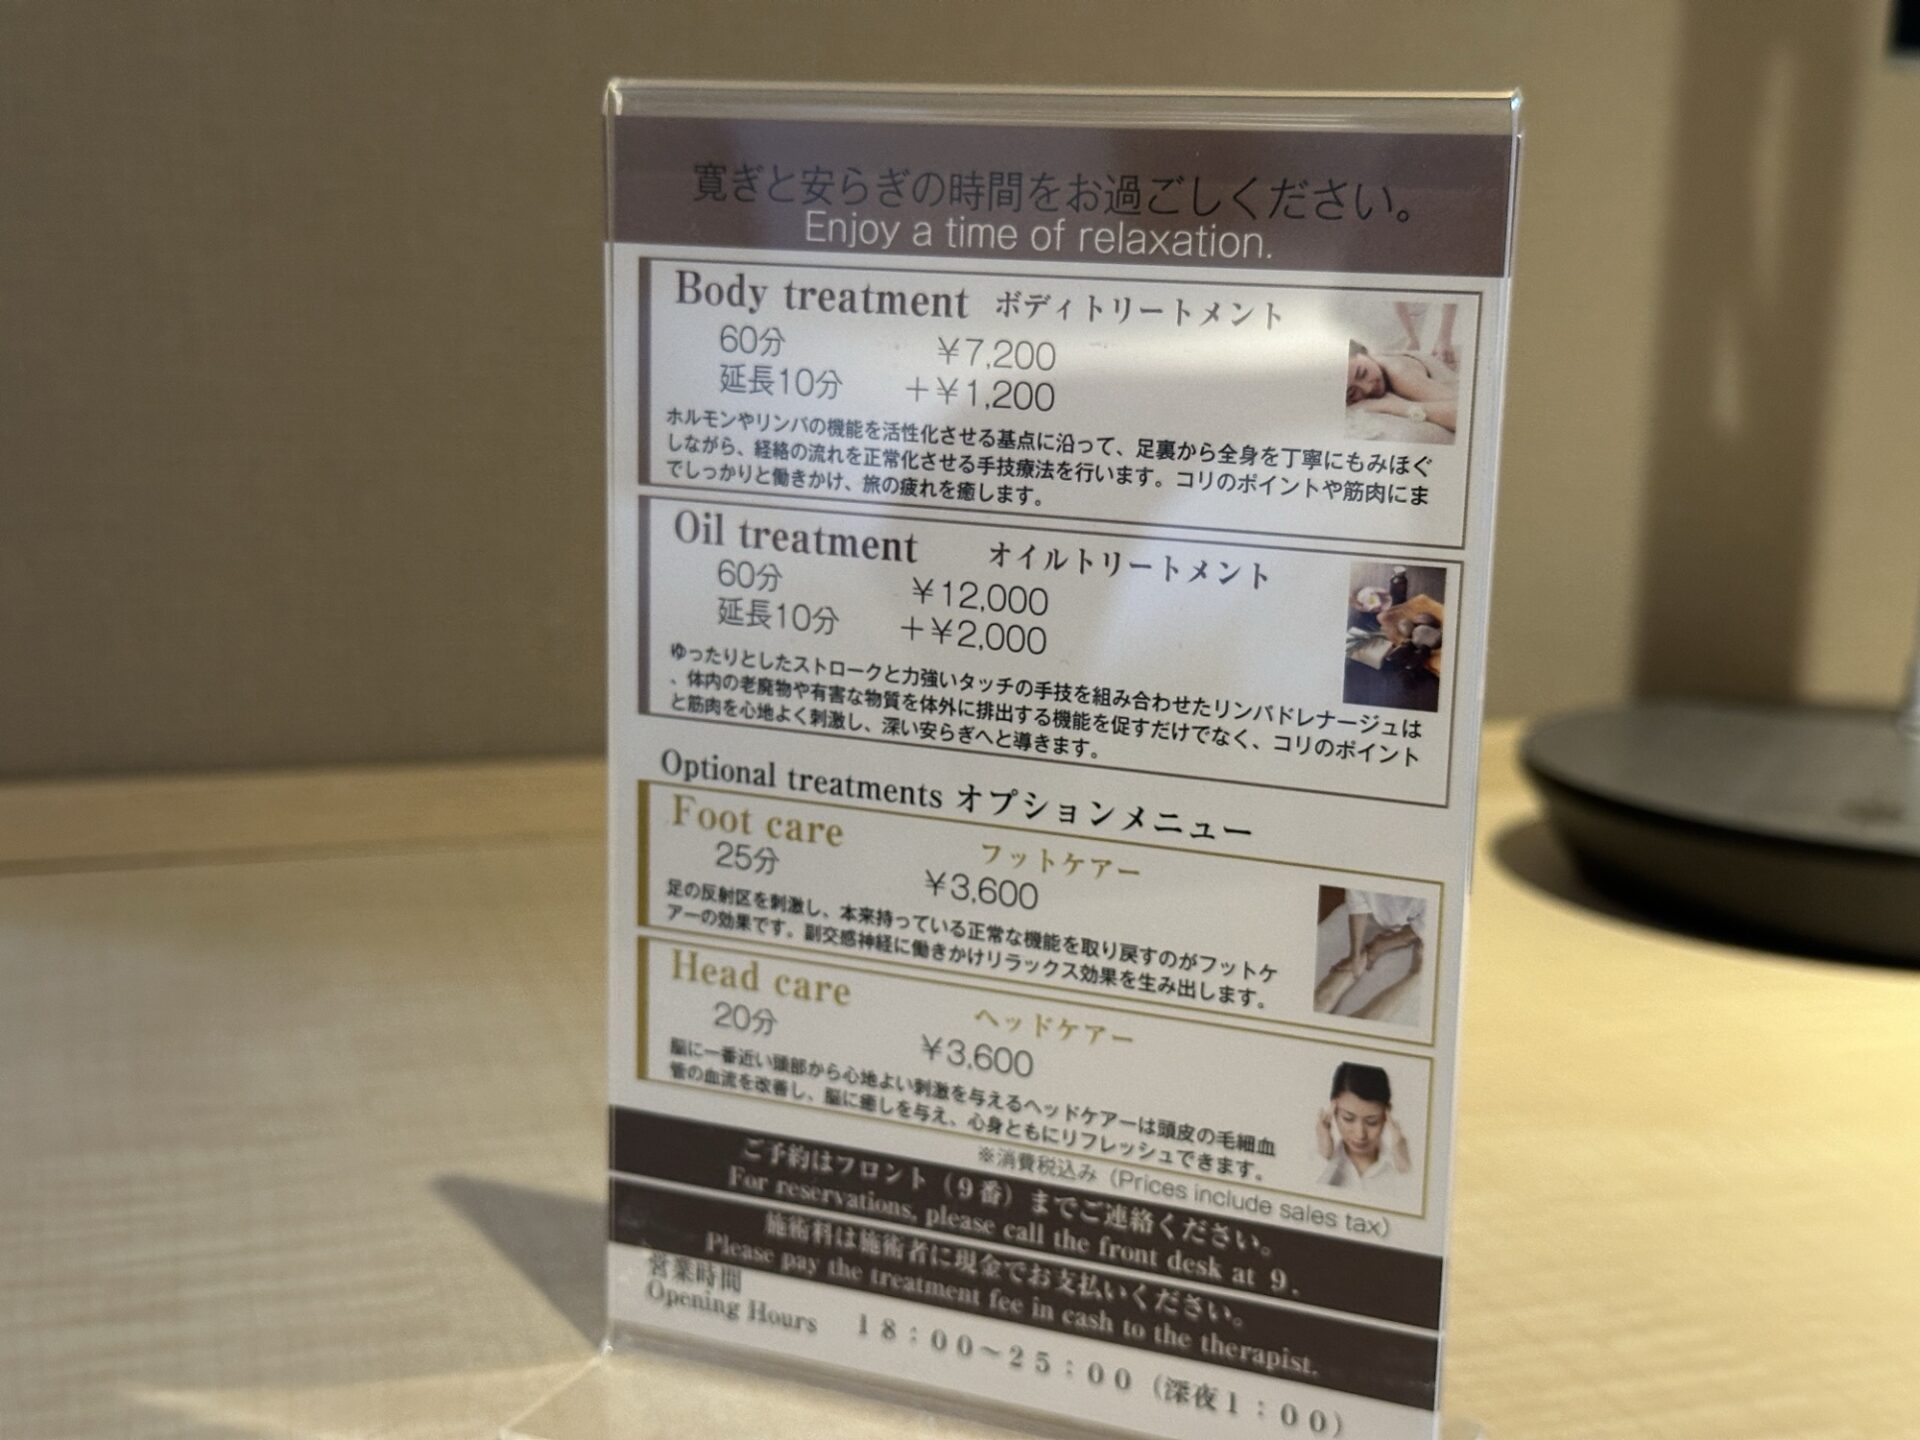 寛ぎと安らぎの時間をお過ごしください。
Enjoy a time of relaxation.
Body treatment ボディトリートメント
60分 ￥7,200
延長10分 ＋￥1,200
ホルモンやリンパの機能を活性化させる基点に沿って、足裏から全身を丁寧にもみほぐ
しながら、経絡の流れを正常化させる手技療法を行います。コリのポイントや筋肉にま
でしっかりと働きかけ、旅の疲れを癒します。
Oil treatment オイルトリートメント
60分 ￥12,000
延長10分 ＋￥2,000
ゆったりとしたストロークと力強いタッチの手技を組み合わせたリンパドレナージュは
、体内の老廃物や有害な物質を体外に排出する機能を促すだけでなく、コリのポイント
と筋肉を心地よく刺激し、深い安らぎへと導きます。
Optional treatments オプションメニュー
Foot care フットケアー
25分 ￥3,600
足の反射区を刺激し、本来持っている正常な機能を取り戻すのがフットケ
アーの効果です。副交感神経に働きかけリラックス効果を生み出します。
Head care ヘッドケアー
20分 ￥3,600
脳に一番近い頭部から心地よい刺激を与えるヘッドケアーは頭皮の毛細血
管の血流を改善し、脳に癒しを与え、心身ともにリフレッシュできます。
※消費税込み（Prices include sales tax）
ご予約はフロント（９番）までご連絡ください。
For reservations, please call the front desk at 9.
施術料は施術者に現金でお支払いください。
Please pay the treatment fee in cash to the therapist.
営業時間
Opening Hours １８：００～２５：００（深夜１：００）